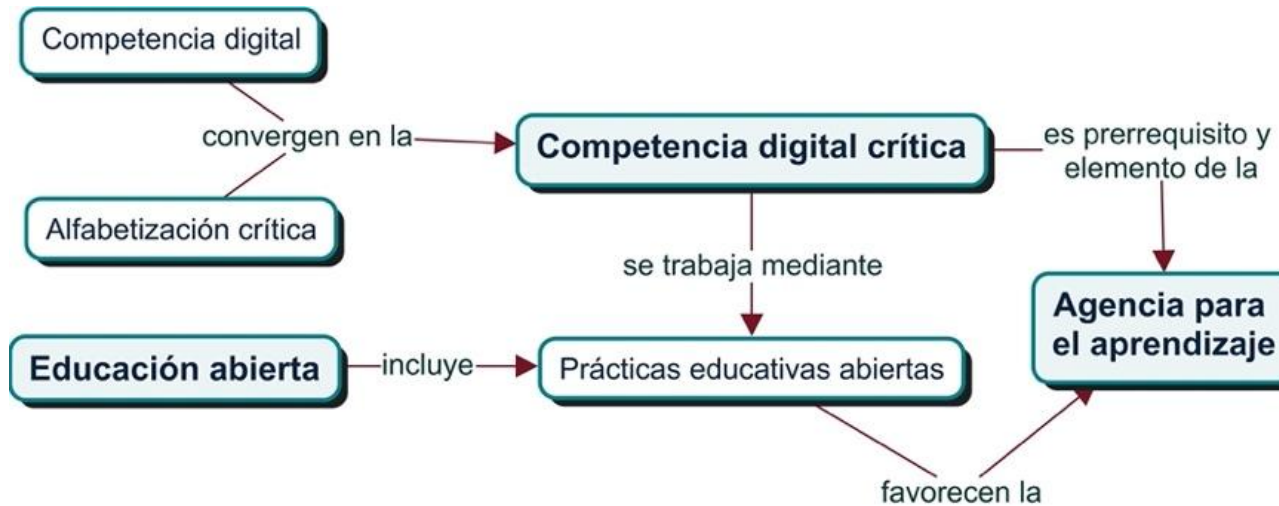 Competencia digital
convergen en la
Alfabetización crítica
Competencia digital crítica
es prerrequisito y
elemento de la
se trabaja mediante
Agencia para
el aprendizaje
Educación abierta
incluye
Prácticas educativas abiertas
favorecen la